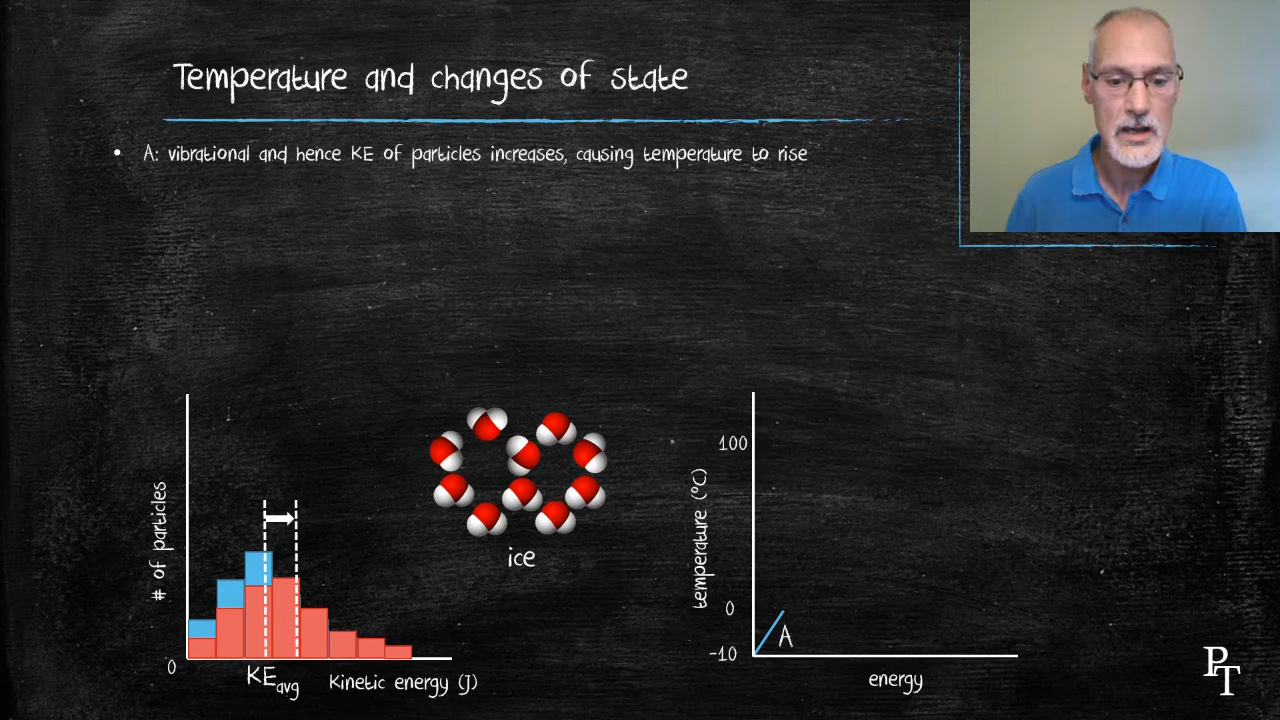 Temperature and changes of state
• A: vibrational and hence KE of particles increases, causing temperature to rise
# of particles
0
KEavg
Kinetic energy (J)
ice
temperature (°C)
100
0
-10
A
energy
PT